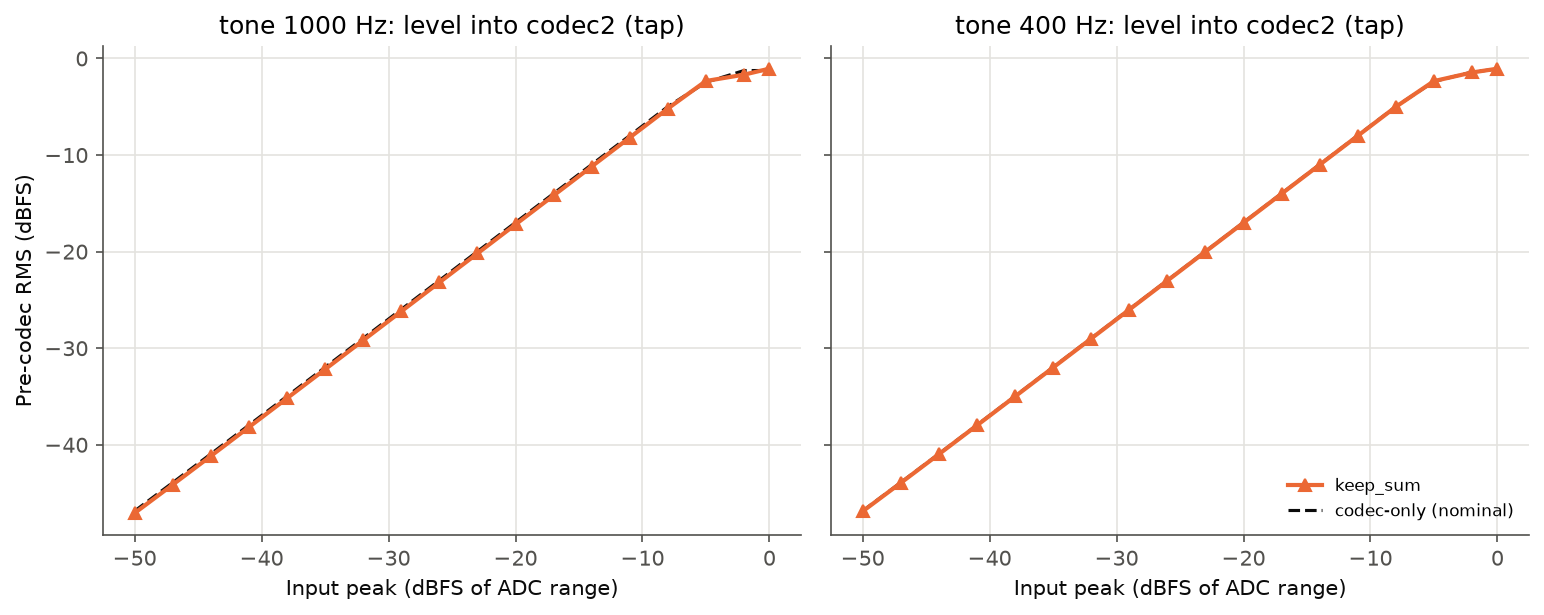 tone 1000 Hz: level into codec2 (tap)
tone 400 Hz: level into codec2 (tap)
Pre-codec RMS (dBFS)
0
−10
−20
−30
−40
keep_sum
codec-only (nominal)
−50 −40 −30 −20 −10 0
−50 −40 −30 −20 −10 0
Input peak (dBFS of ADC range)
Input peak (dBFS of ADC range)